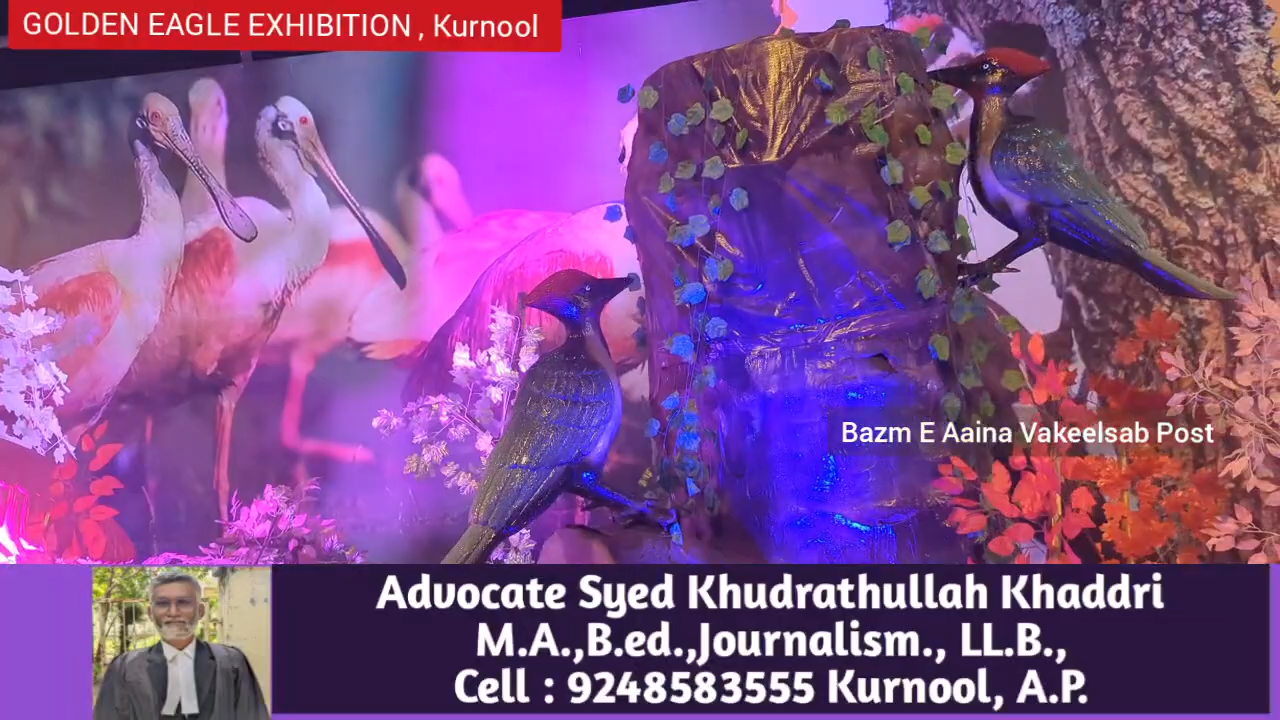 GOLDEN EAGLE EXHIBITION , Kurnool
Bazm E Aaina Vakeelsab Post
Advocate Syed Khudrathullah Khaddri
M.A.,B.ed.,Journalism., LL.B.,
Cell : 9248583555 Kurnool, A.P.